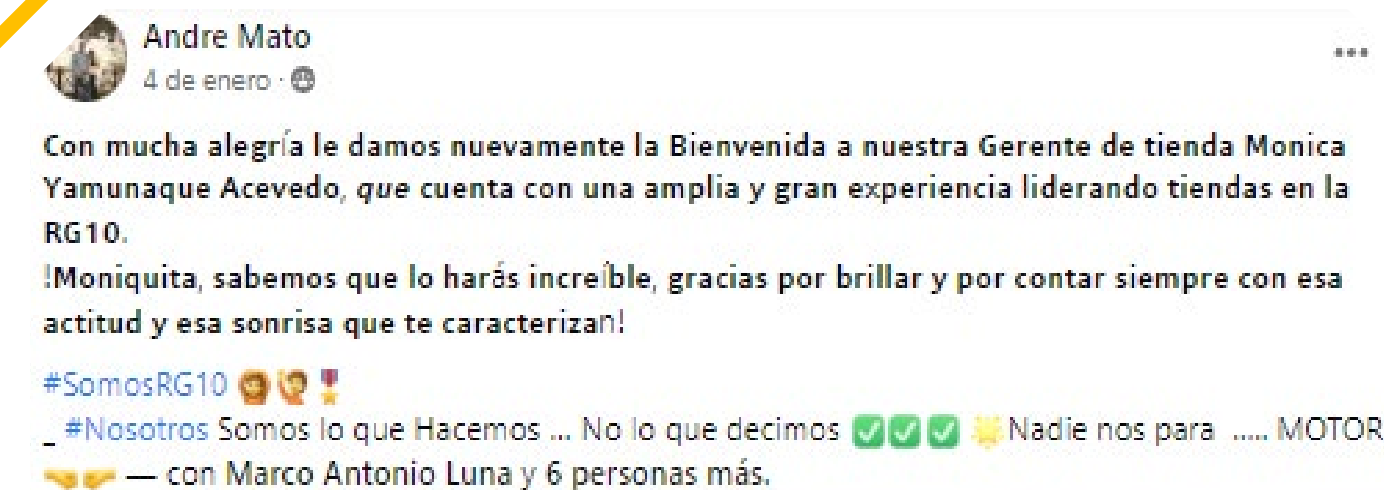 Andre Mato
4 de enero ·
...
Con mucha alegría le damos nuevamente la Bienvenida a nuestra Gerente de tienda Monica
Yamunaque Acevedo, que cuenta con una amplia y gran experiencia liderando tiendas en la
RG10.
!Moniquita, sabemos que lo harás increíble, gracias por brillar y por contar siempre con esa
actitud y esa sonrisa que te caracterizan!
#SomosRG10 🙆🙋🎖
_ #Nosotros Somos lo que Hacemos ... No lo que decimos ✅✅✅ 🌟Nadie nos para ..... MOTOR
🤜🤛 — con Marco Antonio Luna y 6 personas más.